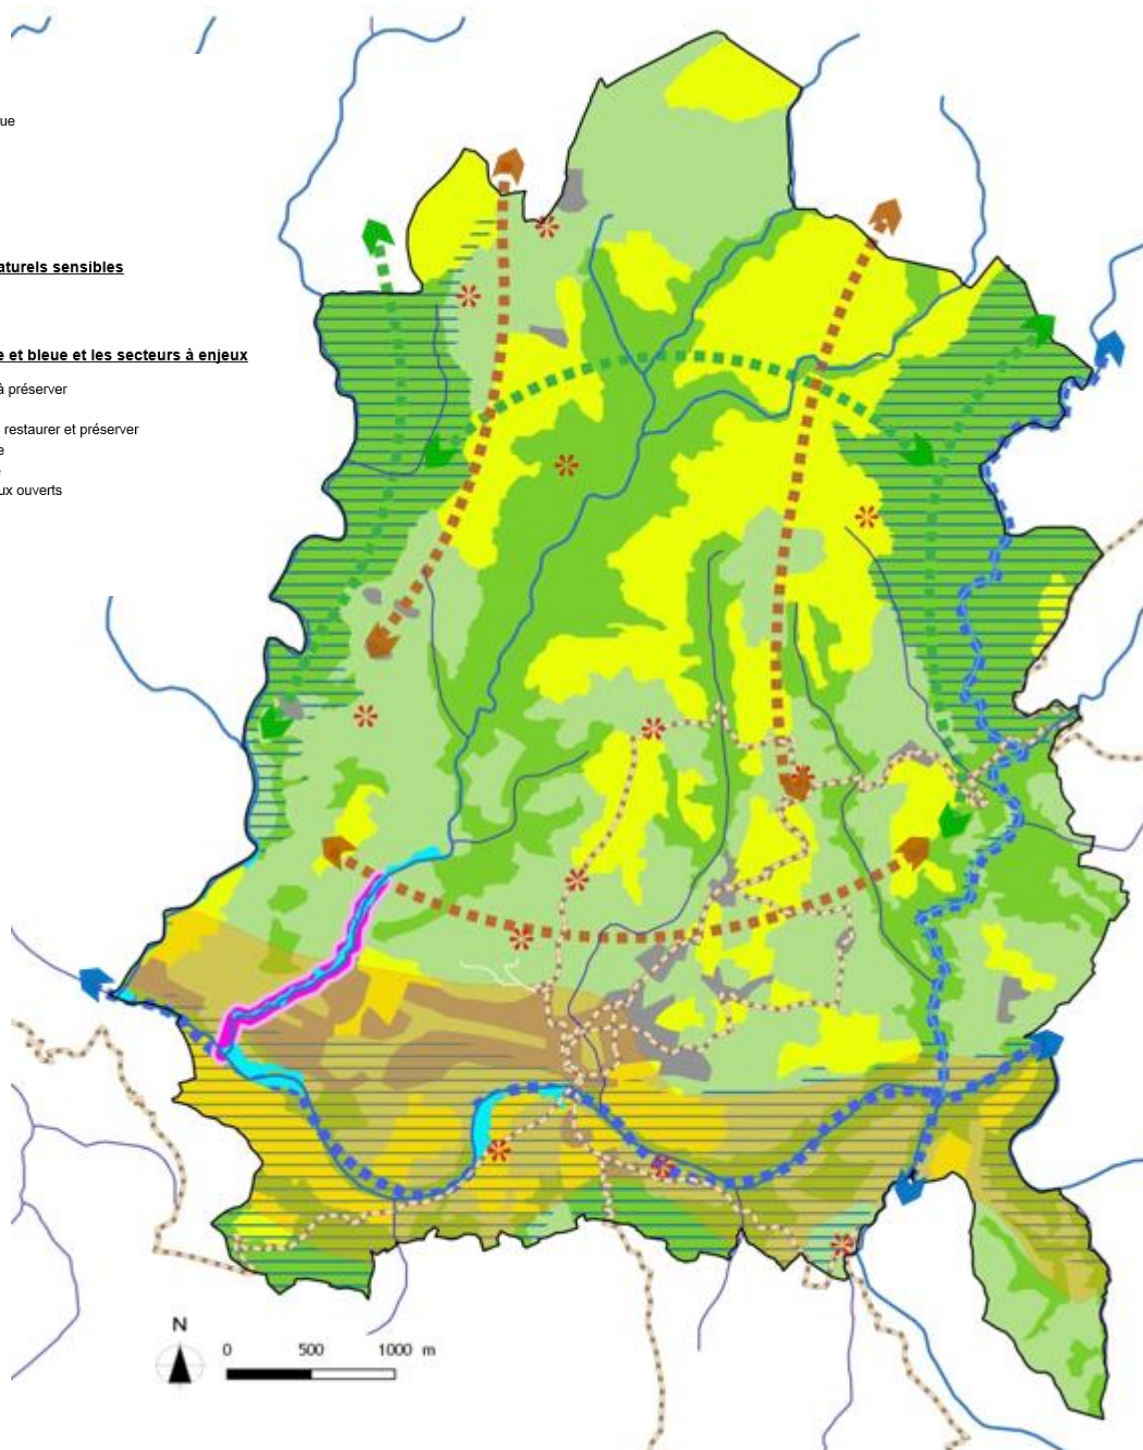 ue
aturels sensibles
e et bleue et les secteurs à enjeux
à préserver
restaurer et préserver
e
e
ux ouverts
N
0 500 1000 m